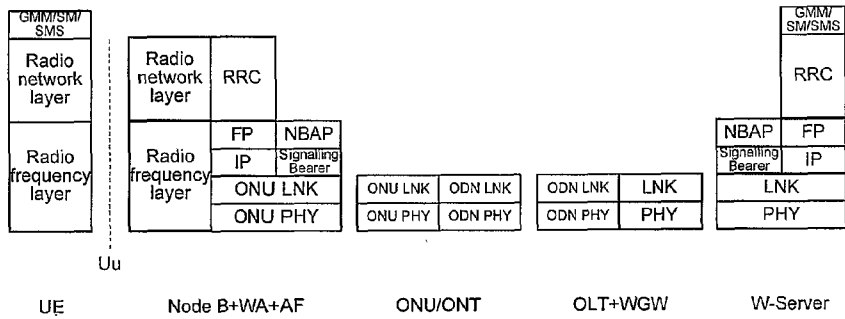 GMM/SM/
SMS
Radio
network
layer
Radio
frequency
layer
Uu
Radio
network
layer
RRC
Radio
frequency
layer
FP
NBAP
IP
Signalling
Bearer
ONU LNK
ONU PHY
ONU LNK
ODN LNK
ONU PHY
ODN PHY
ODN LNK
LNK
ODN PHY
PHY
GMM/
SM/SMS
RRC
NBAP
FP
Signalling
Bearer
IP
LNK
PHY
UE
Node B+WA+AF
ONU/ONT
OLT+WGW
W-Server